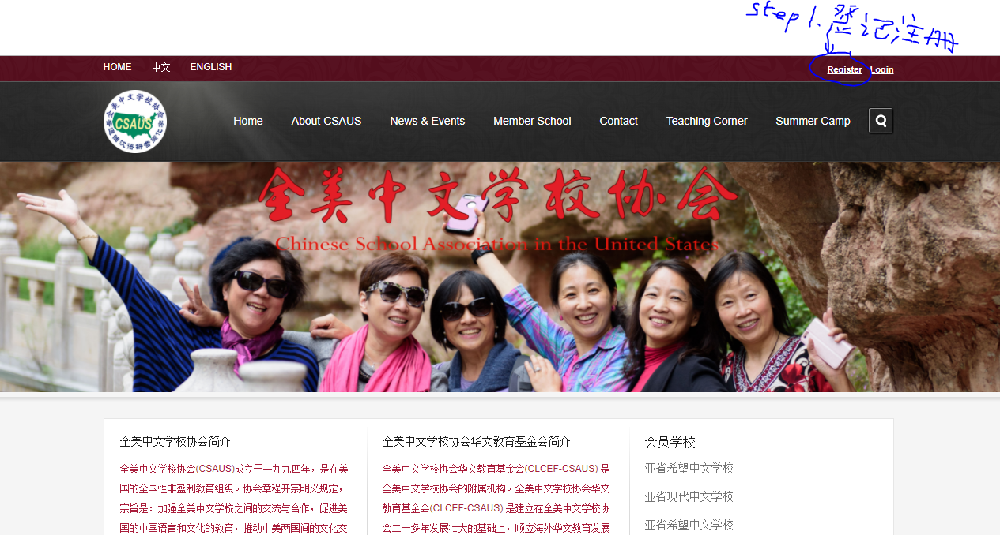 step 1. 登记注册
HOME 中文 ENGLISH
Register Login
全美中文学校协会
CSAUS
Home About CSAUS News & Events Member School Contact Teaching Corner Summer Camp
全美中文学校协会
Chinese School Association in the United States
全美中文学校协会简介
全美中文学校协会(CSAUS)成立于一九九四年，是在美
国的全国性非盈利教育组织。协会章程开宗明义规定，
宗旨是：加强全美中文学校之间的交流与合作，促进美
国的中国语言和文化的教育，推动中美两国间的文化交
全美中文学校协会华文教育基金会简介
全美中文学校协会华文教育基金会(CLCEF-CSAUS) 是
全美中文学校协会的附属机构。全美中文学校协会华文
教育基金会(CLCEF-CSAUS) 是建立在全美中文学校协
会二十多年发展壮大的基础上，顺应海外华文教育发展
会员学校
亚省希望中文学校
亚省现代中文学校
亚省希望中文学校